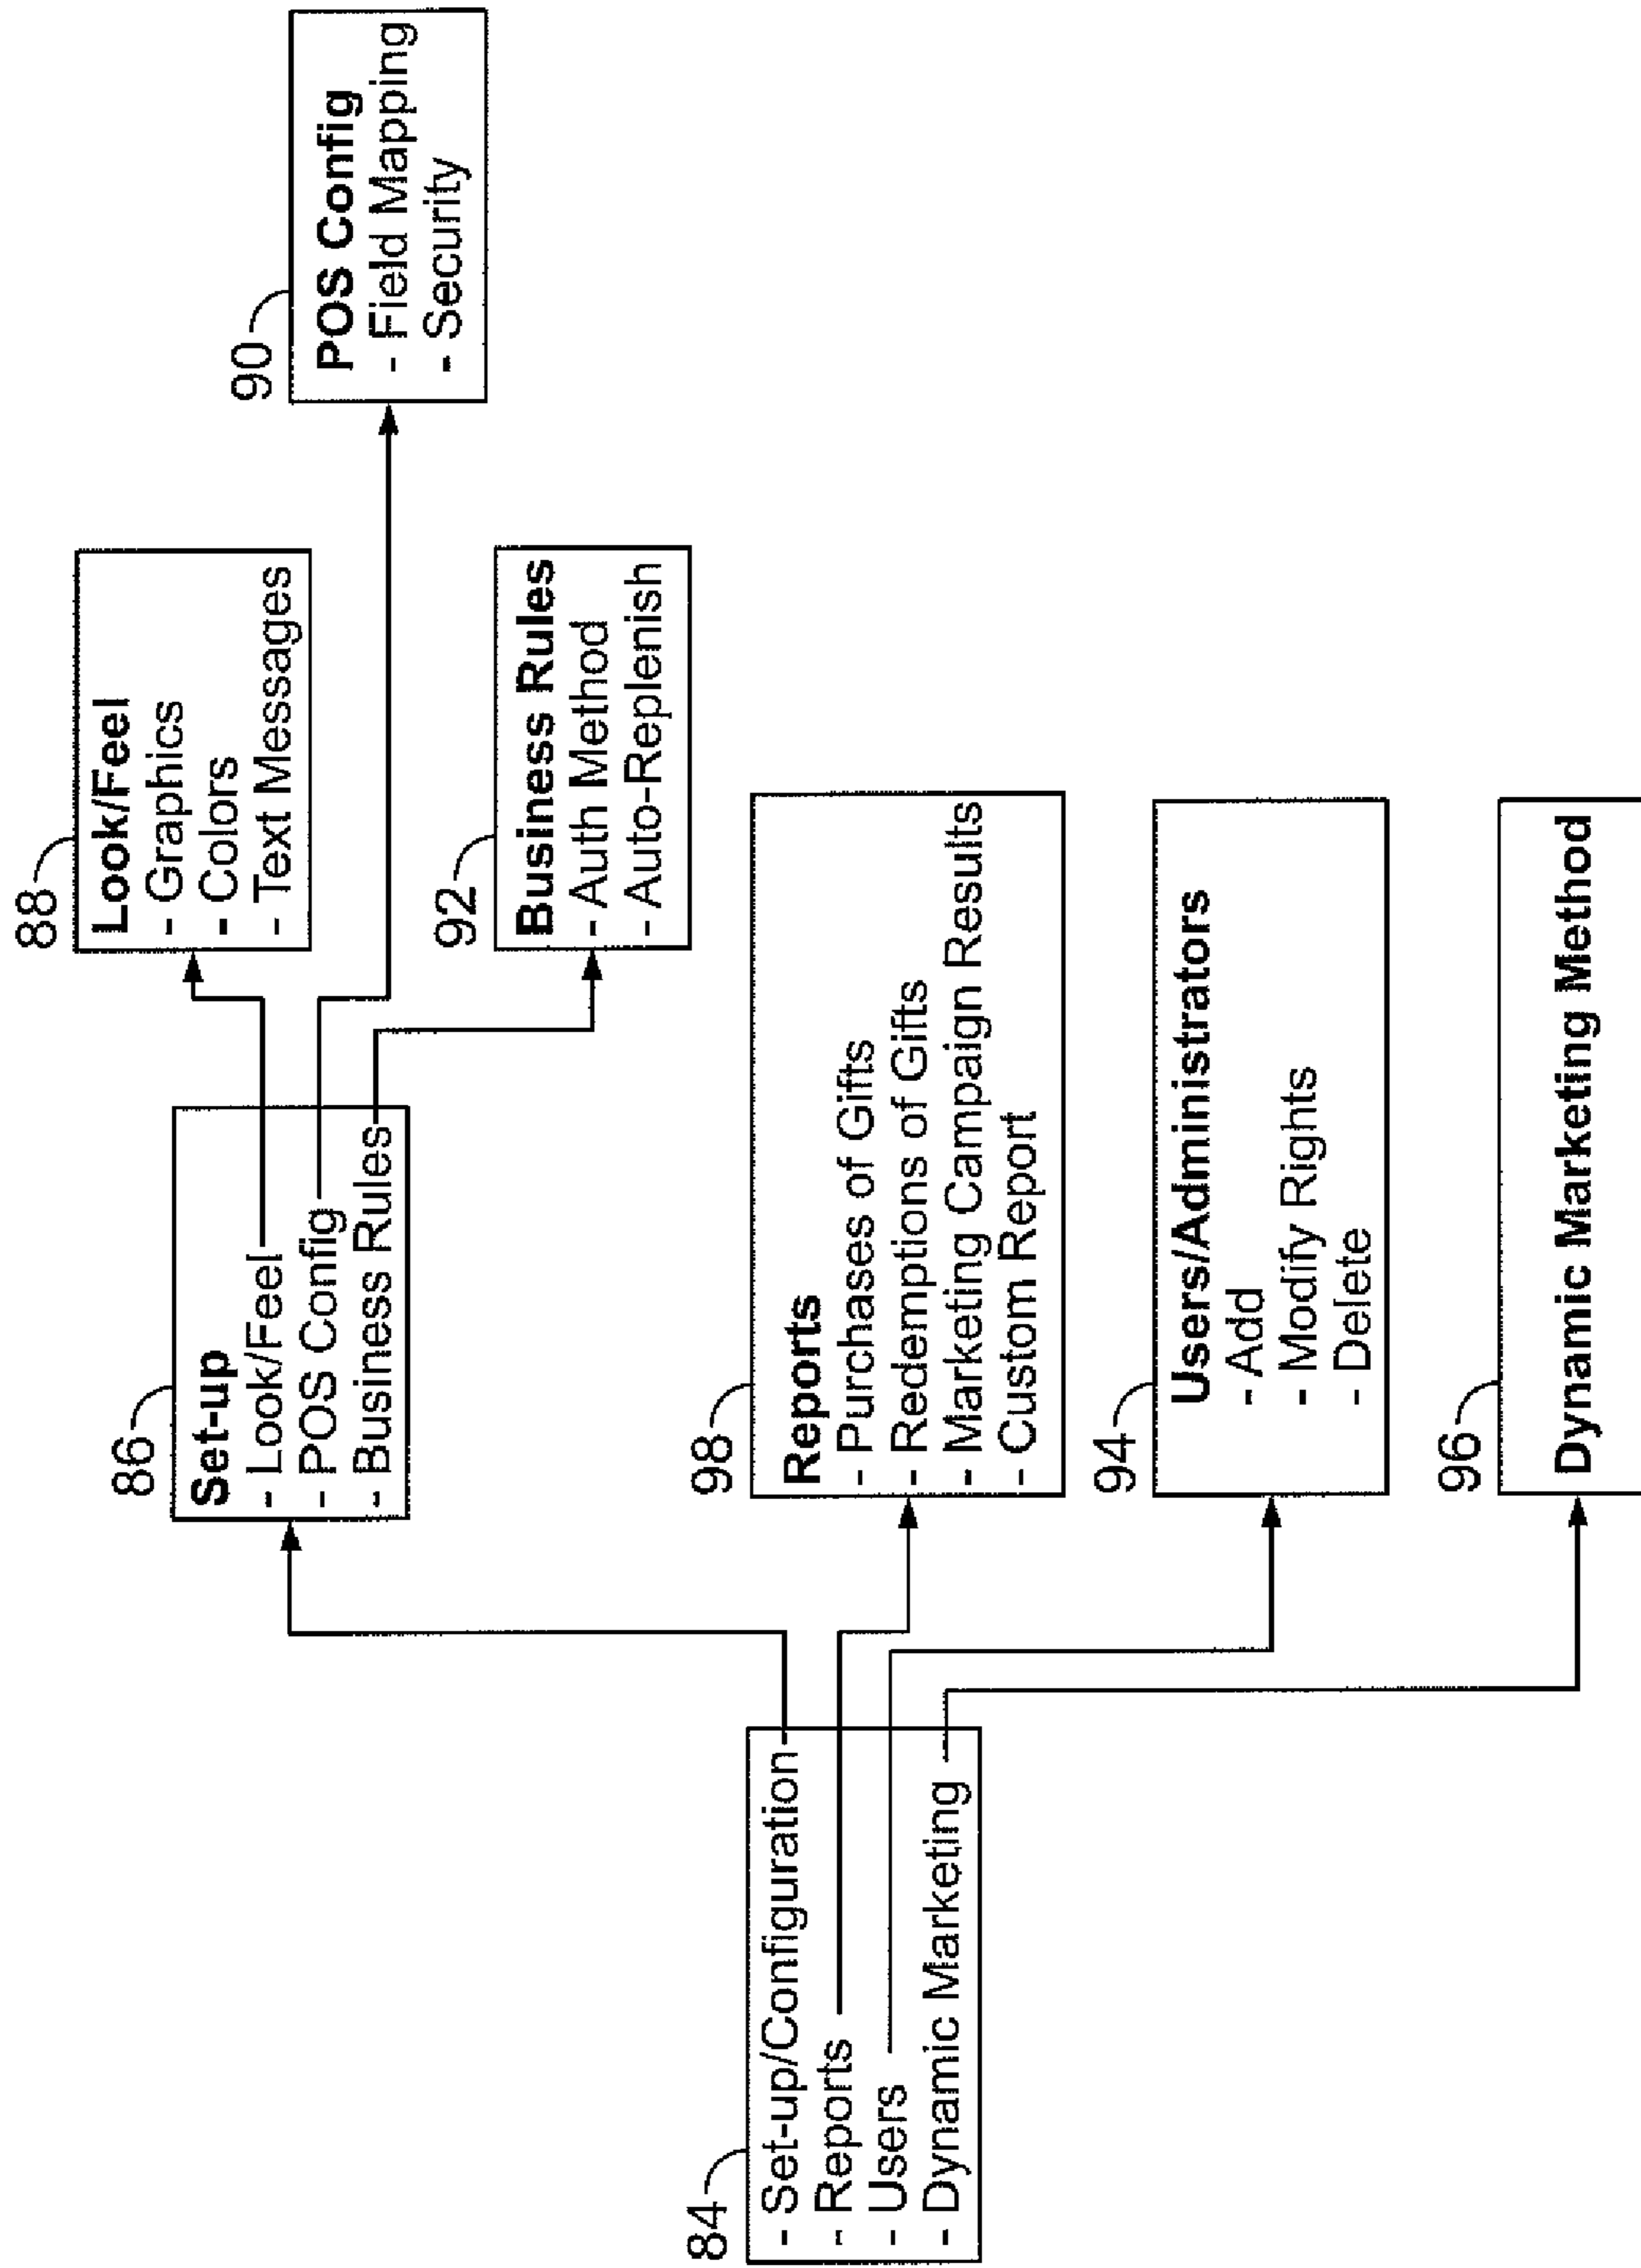 84
- Set-up/Configuration
- Reports
- Users
- Dynamic Marketing
86
Set-up
- Look/Feel
- POS Config
- Business Rules
88
Look/Feel
- Graphics
- Colors
- Text Messages
90
POS Config
- Field Mapping
- Security
92
Business Rules
- Auth Method
- Auto-Replenish
98
Reports
- Purchases of Gifts
- Redemptions of Gifts
- Marketing Campaign Results
- Custom Report
94
Users/Administrators
- Add
- Modify Rights
- Delete
96
Dynamic Marketing Method